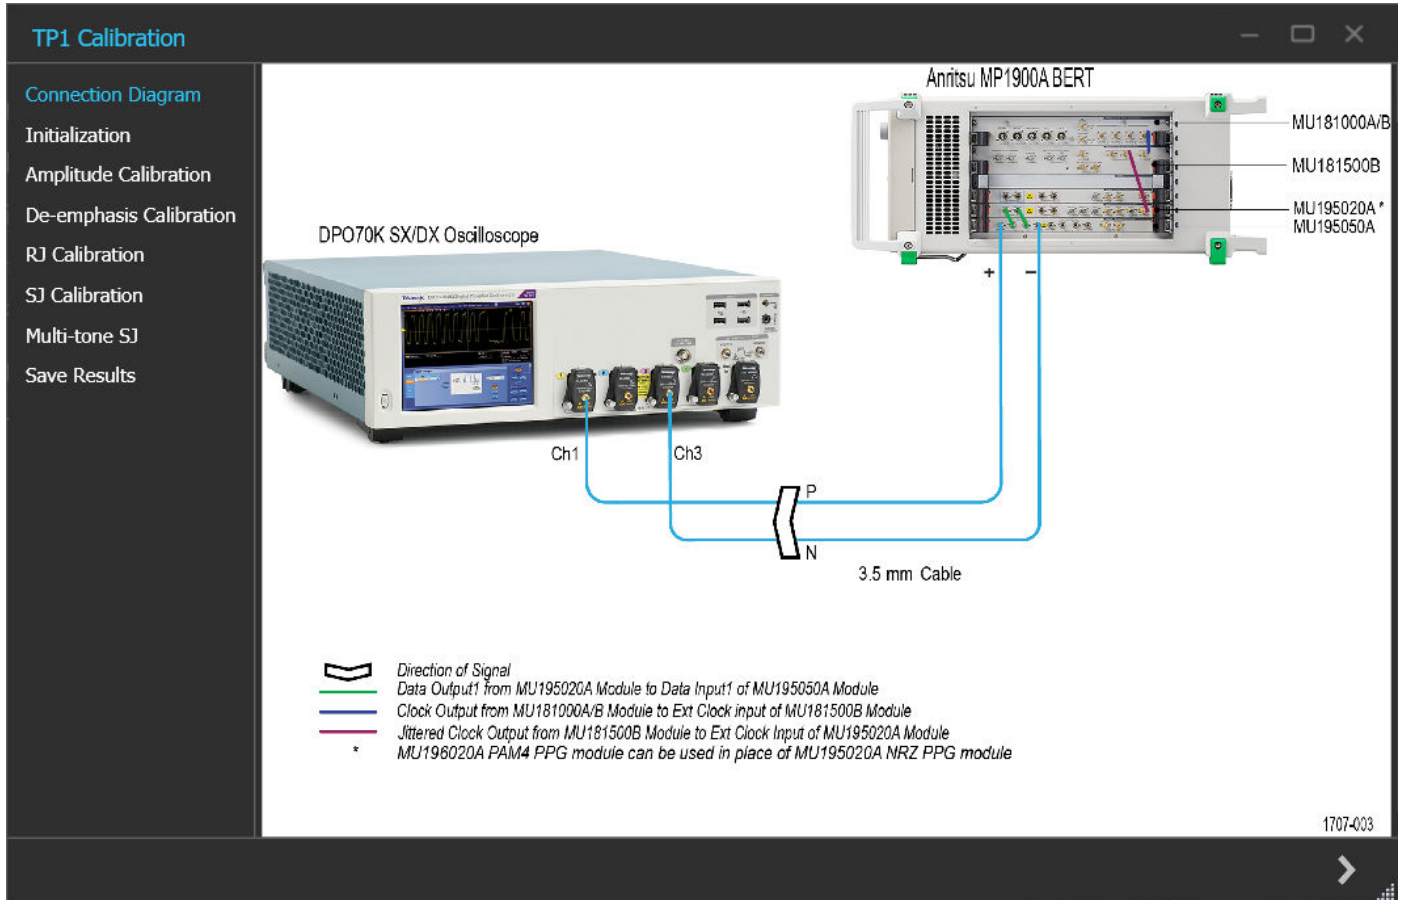 TP1 Calibration
Connection Diagram
Initialization
Amplitude Calibration
De-emphasis Calibration
RJ Calibration
SJ Calibration
Multi-tone SJ
Save Results
Anritsu MP1900A BERT
MU181000A/B
MU181500B
MU195020A *
MU195050A
+ −
DPO70K SX/DX Oscilloscope
Ch1
Ch3
P
N
3.5 mm Cable
Direction of Signal
Data Output1 from MU195020A Module to Data Input1 of MU195050A Module
Clock Output from MU181000A/B Module to Ext Clock input of MU181500B Module
Jittered Clock Output from MU181500B Module to Ext Clock Input of MU195020A Module
* MU196020A PAM4 PPG module can be used in place of MU195020A NRZ PPG module
1707-003